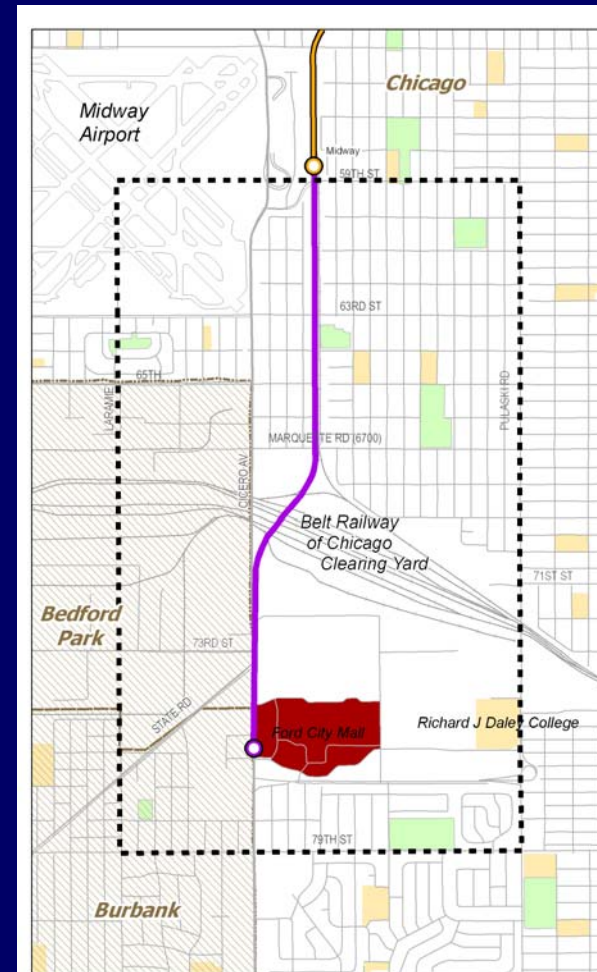 Chicago
Midway
Airport
Midway
59TH ST
63RD ST
65TH
LARAMIE
CICERO AV
PULASKI RD
MARQUETTE RD (6700)
Belt Railway
of Chicago
Clearing Yard
71ST ST
Bedford
Park
73RD ST
STATE RD
Ford City Mall
Richard J Daley College
79TH ST
Burbank